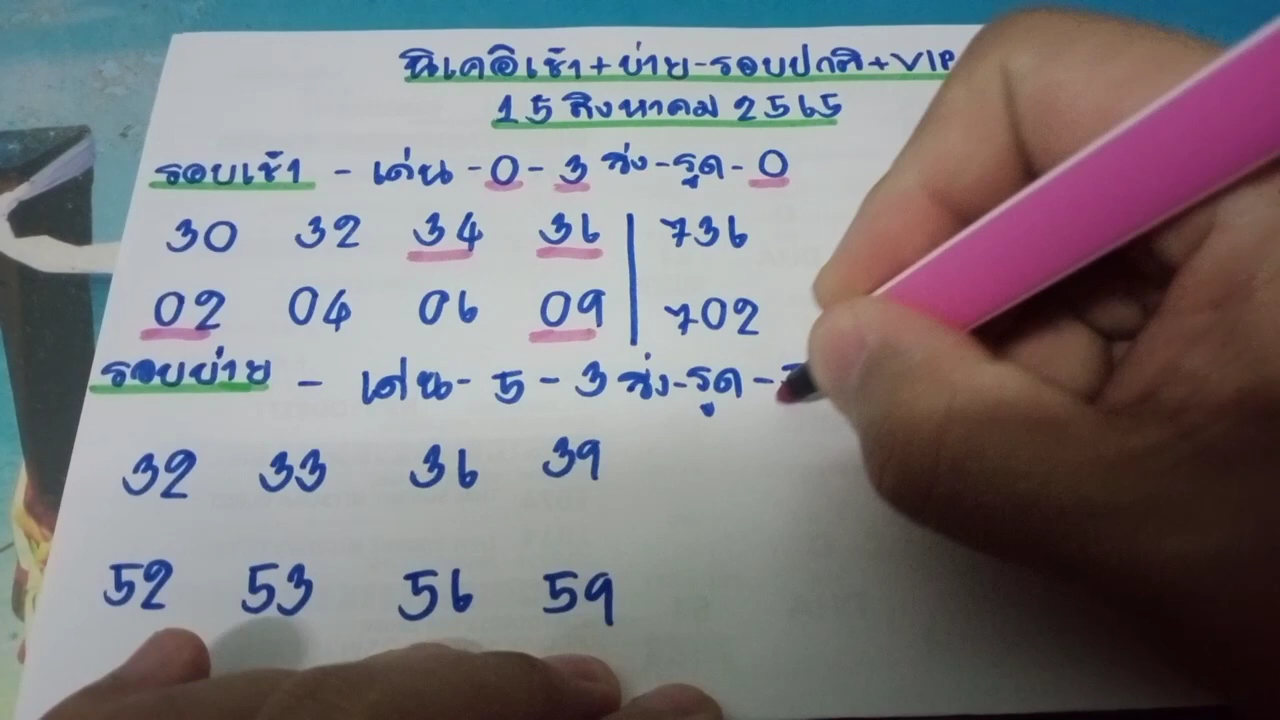 นิเคอิเช้า+บ่าย-รอบปกติ+VIP
15 สิงหาคม 2565
รอบเช้า - เด่น - 0 - 3 วิ่ง-รูด - 0
30 32 34 36 | 736
02 04 06 09 | 702
รอบบ่าย - เด่น - 5 - 3 วิ่ง-รูด -
32 33 36 39
52 53 56 59